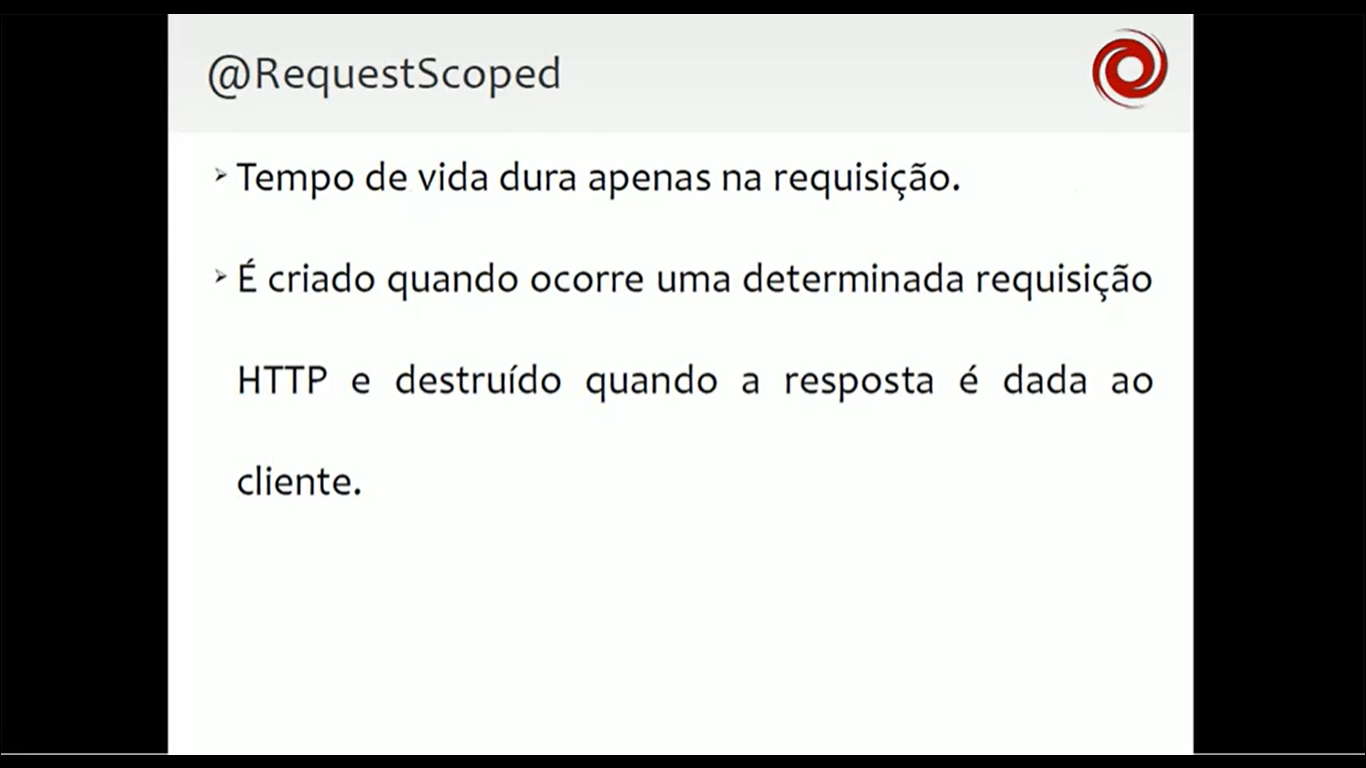 @RequestScoped
Tempo de vida dura apenas na requisição.
É criado quando ocorre uma determinada requisição
HTTP e destruído quando a resposta é dada ao
cliente.